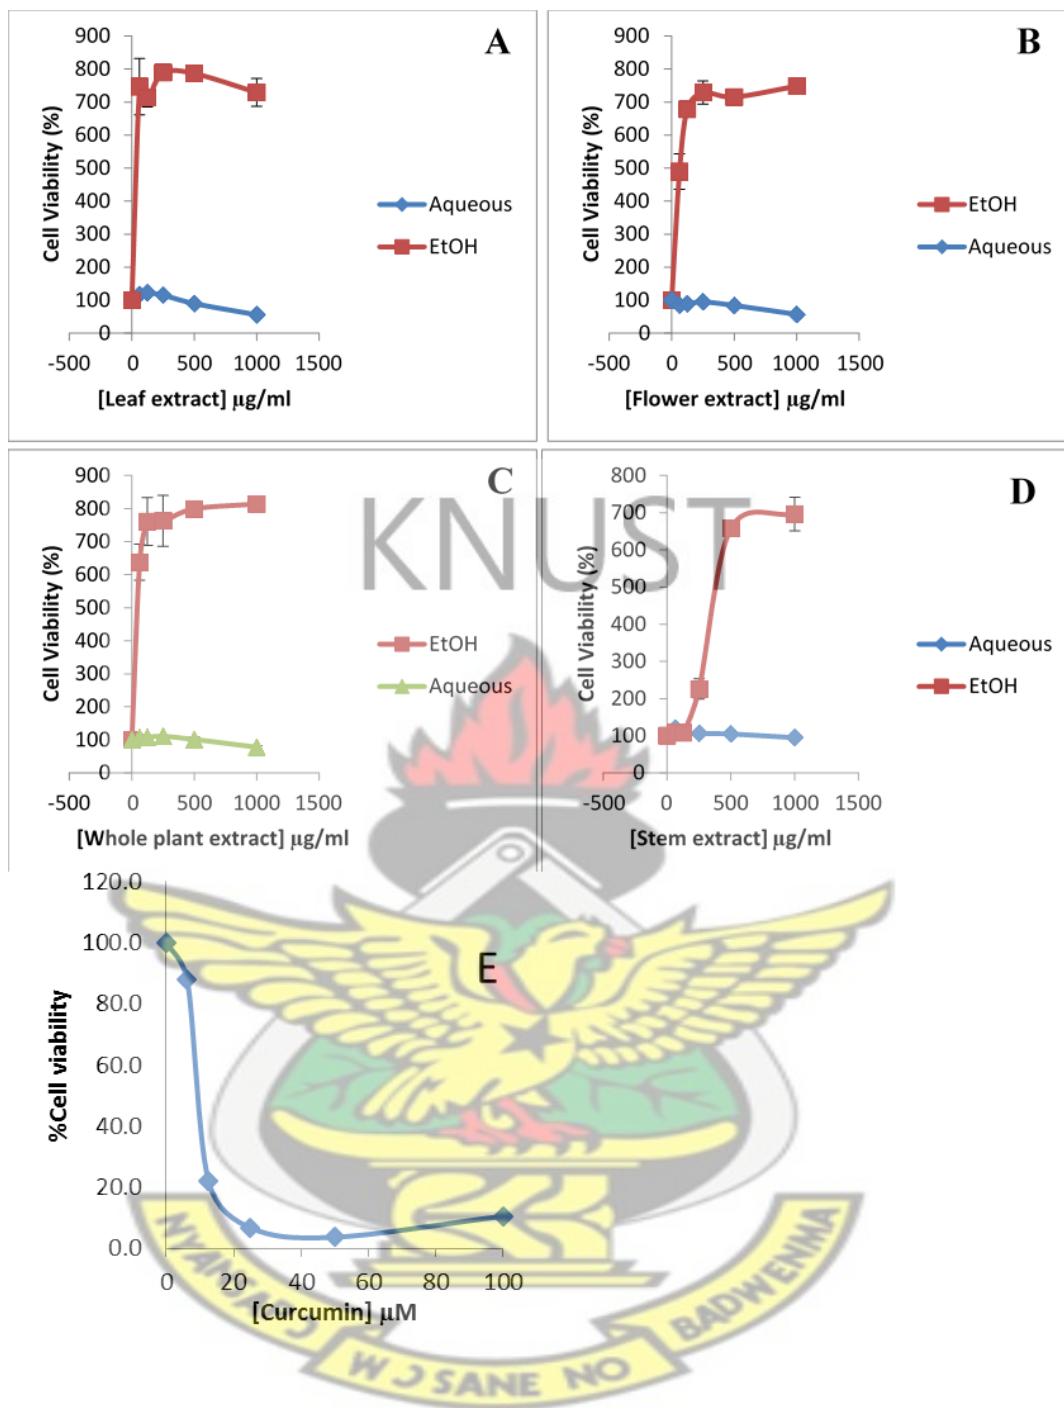 A
900
800
700
600
500
400
300
200
100
0
Cell Viability (%)
-500 0 500 1000 1500
[Leaf extract] µg/ml
Aqueous
EtOH
B
900
800
700
600
500
400
300
200
100
0
Cell Viability (%)
-500 0 500 1000 1500
[Flower extract] µg/ml
EtOH
Aqueous
C
900
800
700
600
500
400
300
200
100
0
Cell Viability (%)
-500 0 500 1000 1500
[Whole plant extract] µg/ml
EtOH
Aqueous
D
800
700
600
500
400
300
200
100
0
Cell Viability (%)
-500 0 500 1000 1500
[Stem extract] µg/ml
Aqueous
EtOH
KNUST
E
120.0
100.0
80.0
60.0
40.0
20.0
0.0
%Cell viability
0 20 40 60 80 100
[Curcumin] µM
NYANSAPƆ WƆSANE NO BADWENMA